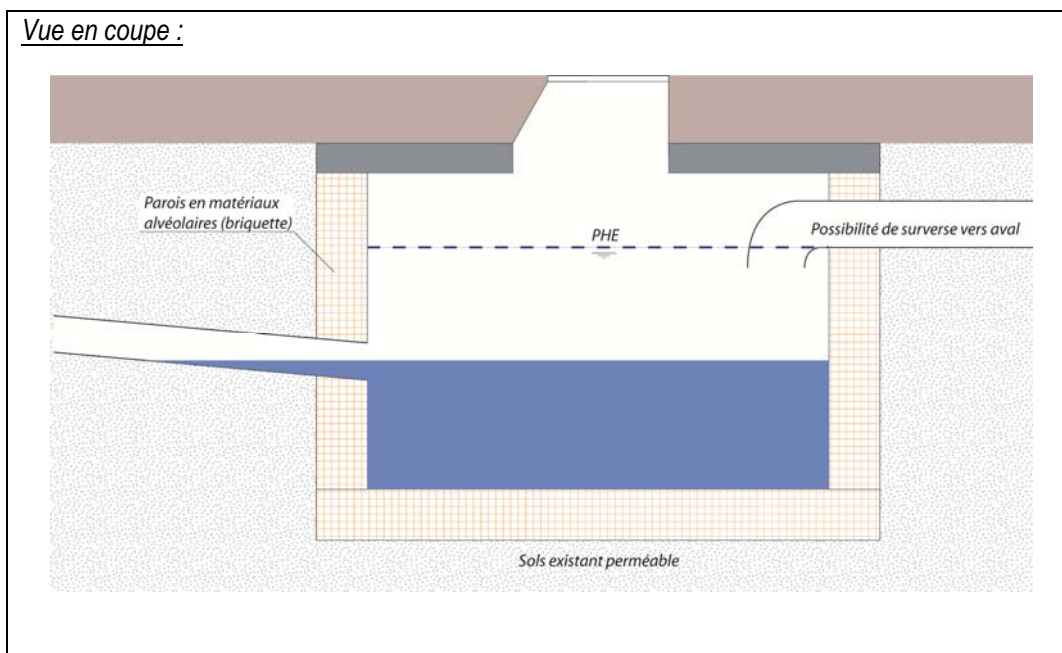 Vue en coupe :
Parois en matériaux
alvéolaires (briquette)
PHE
Possibilité de surverse vers aval
Sols existant perméable